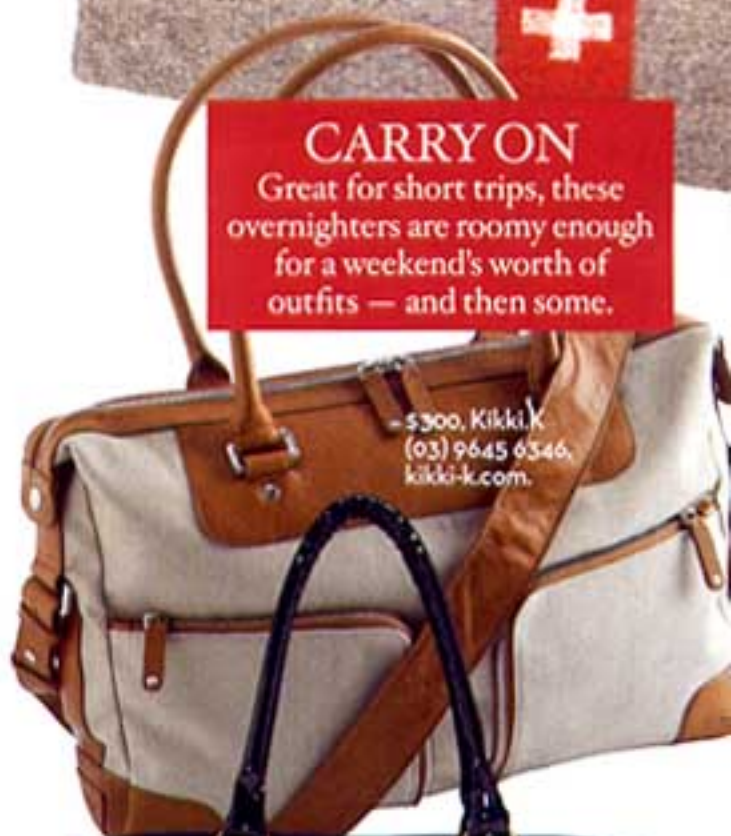 CARRY ON
Great for short trips, these
overnighters are roomy enough
for a weekend's worth of
outfits — and then some.
$300, Kikki.K
(03) 9645 6346,
kikki-k.com.